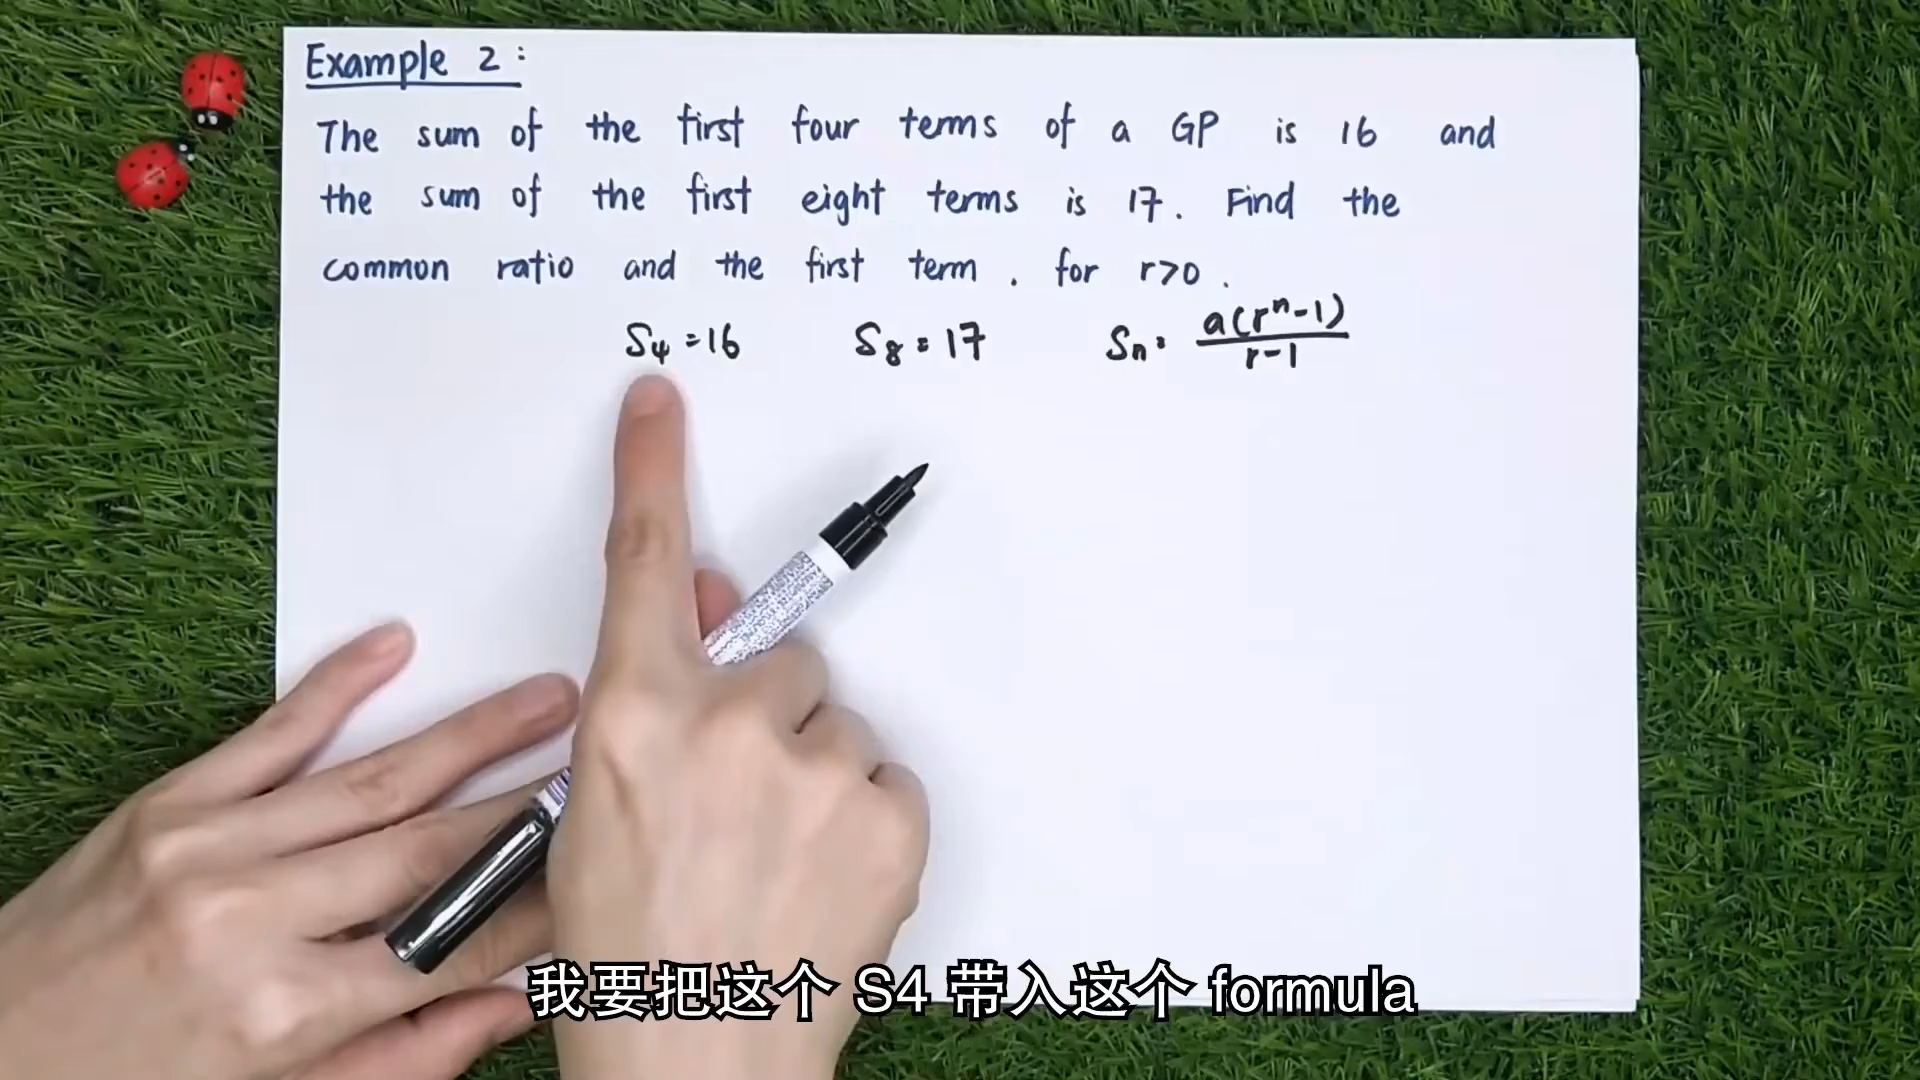 Example 2:
The sum of the first four terms of a GP is 16 and
the sum of the first eight terms is 17. Find the
common ratio and the first term. for r>0.
S₄ = 16 S₈ = 17 Sn = a(rⁿ-1)/r-1
我要把这个 S4 带入这个 formula